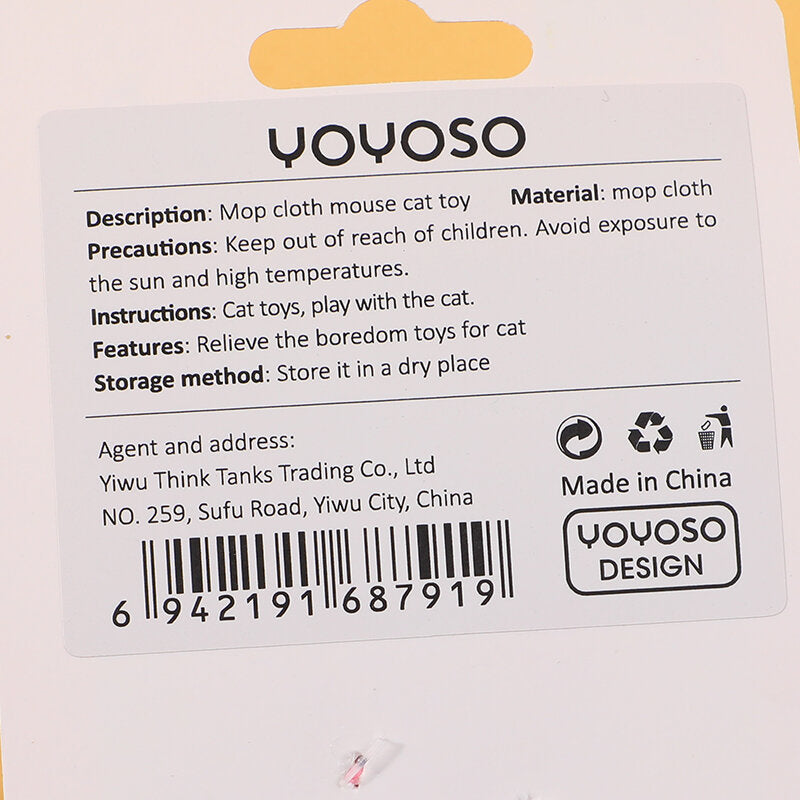 YOYOSO
Description: Mop cloth mouse cat toy Material: mop cloth
Precautions: Keep out of reach of children. Avoid exposure to
the sun and high temperatures.
Instructions: Cat toys, play with the cat.
Features: Relieve the boredom toys for cat
Storage method: Store it in a dry place
Agent and address:
Yiwu Think Tanks Trading Co., Ltd
NO. 259, Sufu Road, Yiwu City, China
6 942191 687919
Made in China
YOYOSO
DESIGN